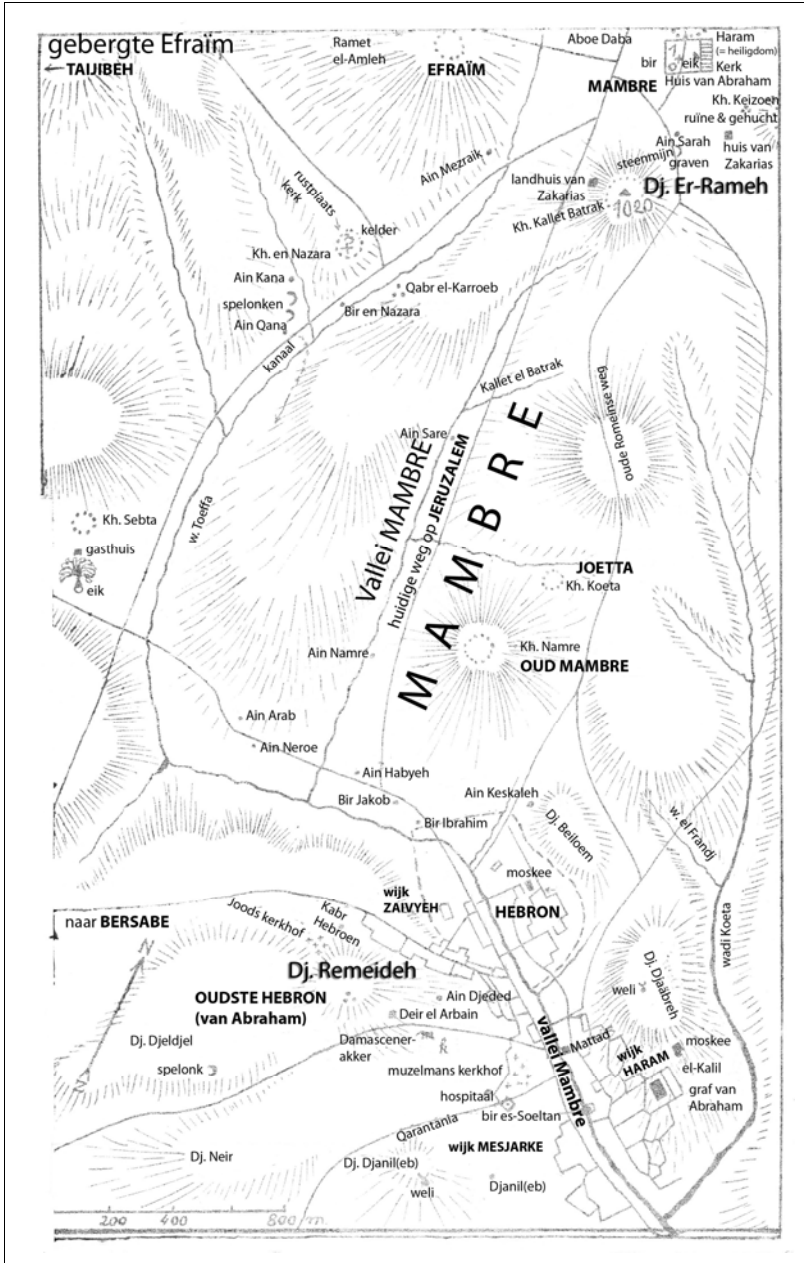 gebergte Efraïm
TAIJIBEH
Ramet
el-Amleh
EFRAÏM
Aboe Daba
Haram
(= heiligdom)
bir
eik
Kerk
MAMBRE
Huis van Abraham
Kh. Keizoen
ruïne & gehucht
Ain Sarah
huis van
Zakarias
steenmijn
graven
Ain Mezraik
landhuis van
Zakarias
Dj. Er-Rameh
1020
Kh. Kallet Batrak
rustplaats
kerk
kelder
Kh. en Nazara
Ain Kana
spelonken
Ain Qana
Qabr el-Karroeb
Bir en Nazara
kanaal
Kallet el Batrak
oude Romeinse weg
Ain Sare
Vallei MAMBRE
huidige weg op JERUZALEM
MAMBRE
w. Toeffa
Kh. Sebta
gasthuis
eik
JOETTA
Kh. Koeta
Ain Namre
Kh. Namre
OUD MAMBRE
Ain Arab
Ain Neroe
Ain Habyeh
Bir Jakob
Ain Keskaleh
Bir Ibrahim
Dj. Beiloem
w. el Frandj
wadi Koeta
moskee
HEBRON
wijk
ZAIVYEH
naar BERSABE
Joods kerkhof
Kabr
Hebroen
Dj. Remeideh
OUDSTE HEBRON
(van Abraham)
Ain Djeded
Deir el Arbain
Dj. Djeldjel
spelonk
Damascener-
akker
muzelmans kerkhof
hospitaal
bir es-Soeltan
Qarantanla
vallei Mambre
Mattad
wijk
HARAM
weli
Dj. Djaäbreh
moskee
el-Kalil
graf van
Abraham
wijk MESJARKE
Dj. Neir
Dj. Djanil(eb)
weli
Djanil(eb)
N
200 400 800 m